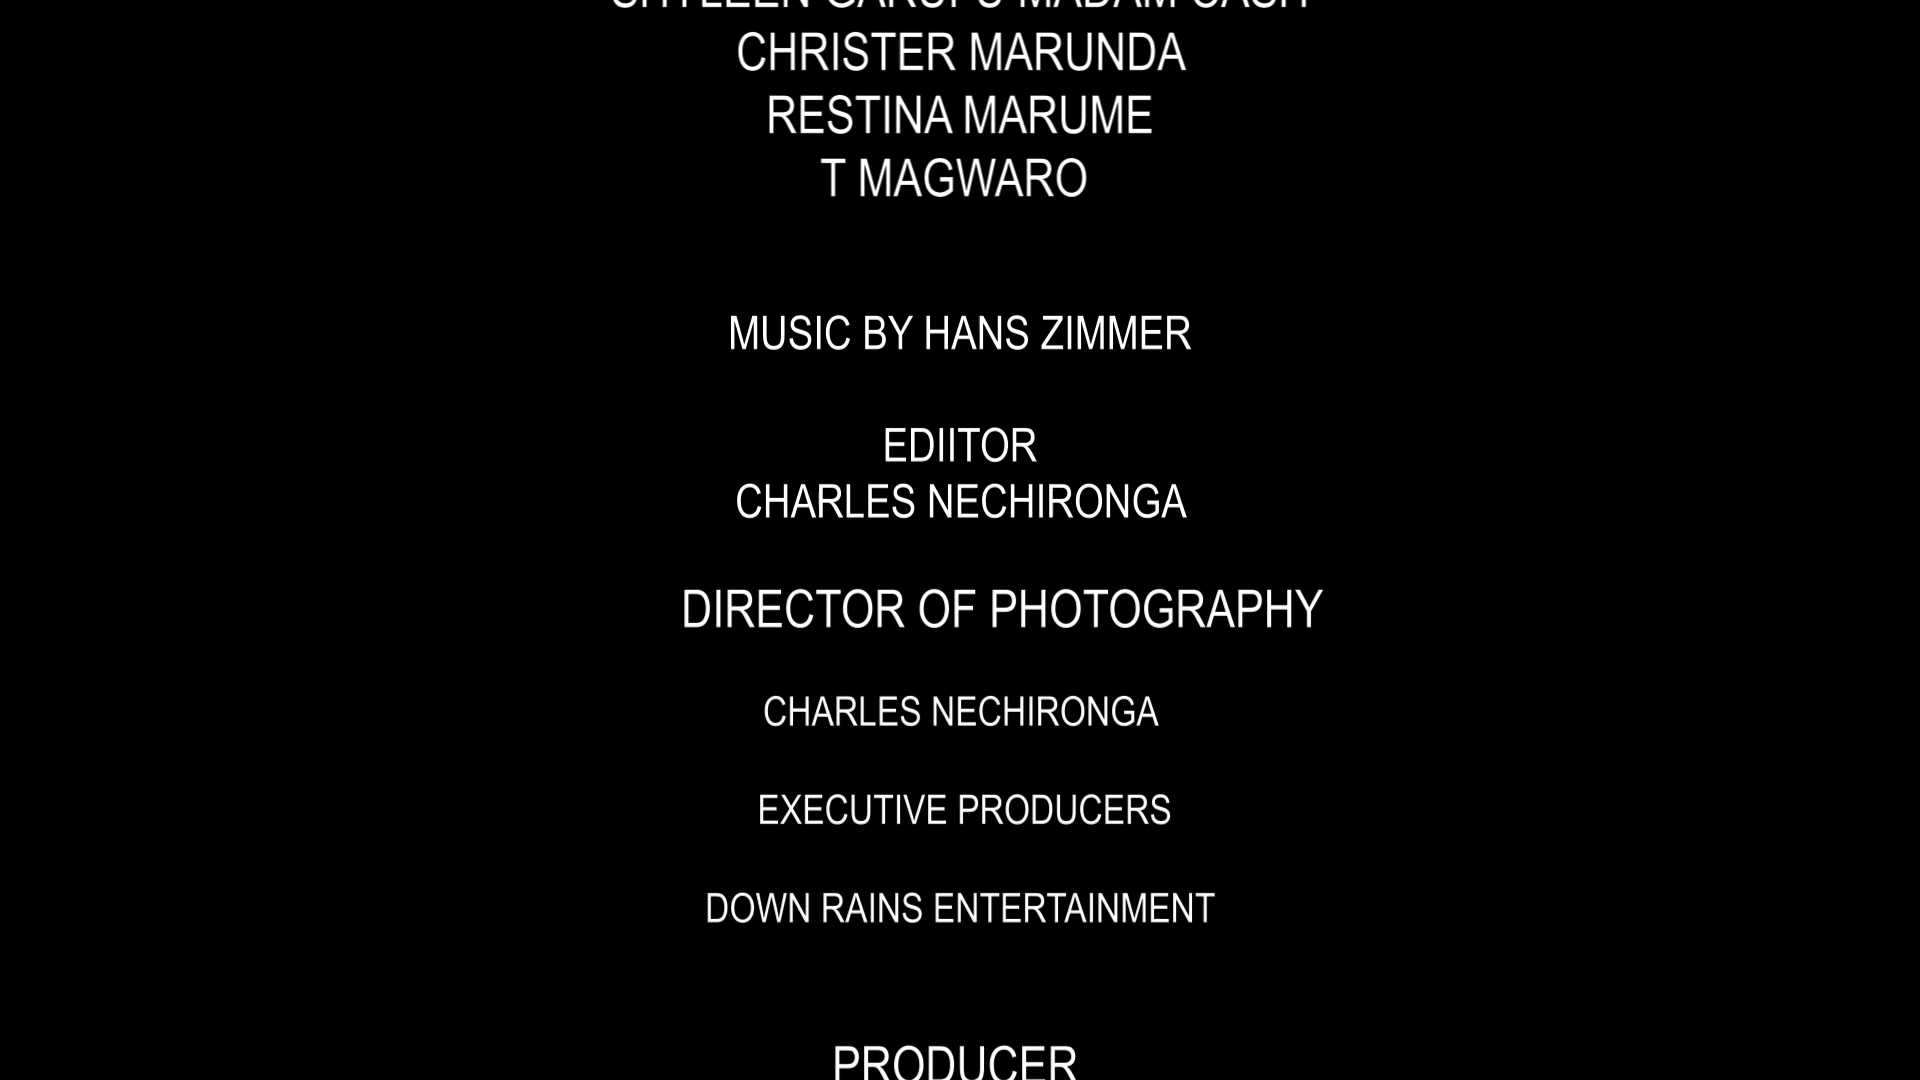 CHRISTER MARUNDA
RESTINA MARUME
T MAGWARO
MUSIC BY HANS ZIMMER
EDIITOR
CHARLES NECHIRONGA
DIRECTOR OF PHOTOGRAPHY
CHARLES NECHIRONGA
EXECUTIVE PRODUCERS
DOWN RAINS ENTERTAINMENT
PRODUCER